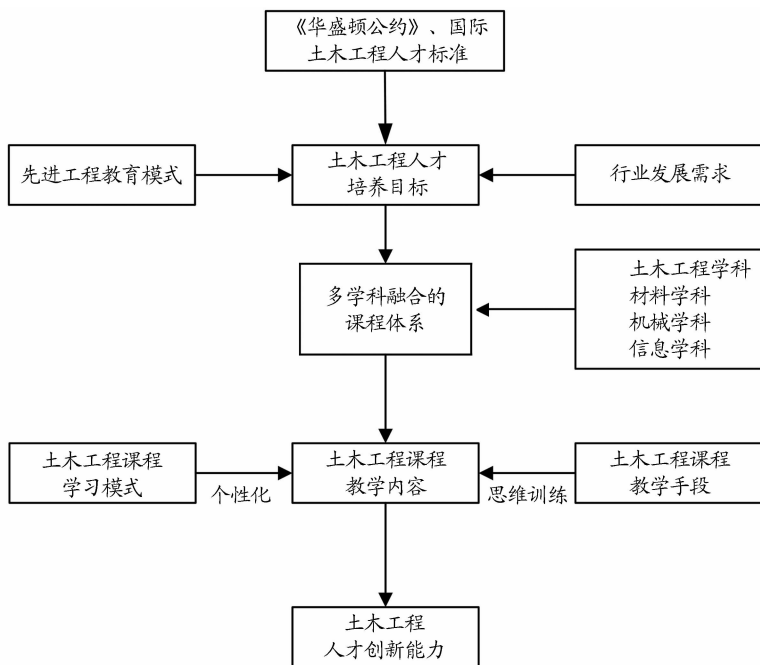 《华盛顿公约》、国际
土木工程人才标准
先进工程教育模式
土木工程人才
培养目标
行业发展需求
多学科融合的
课程体系
土木工程学科
材料学科
机械学科
信息学科
土木工程课程
学习模式
个性化
土木工程课程
教学内容
思维训练
土木工程课程
教学手段
土木工程
人才创新能力